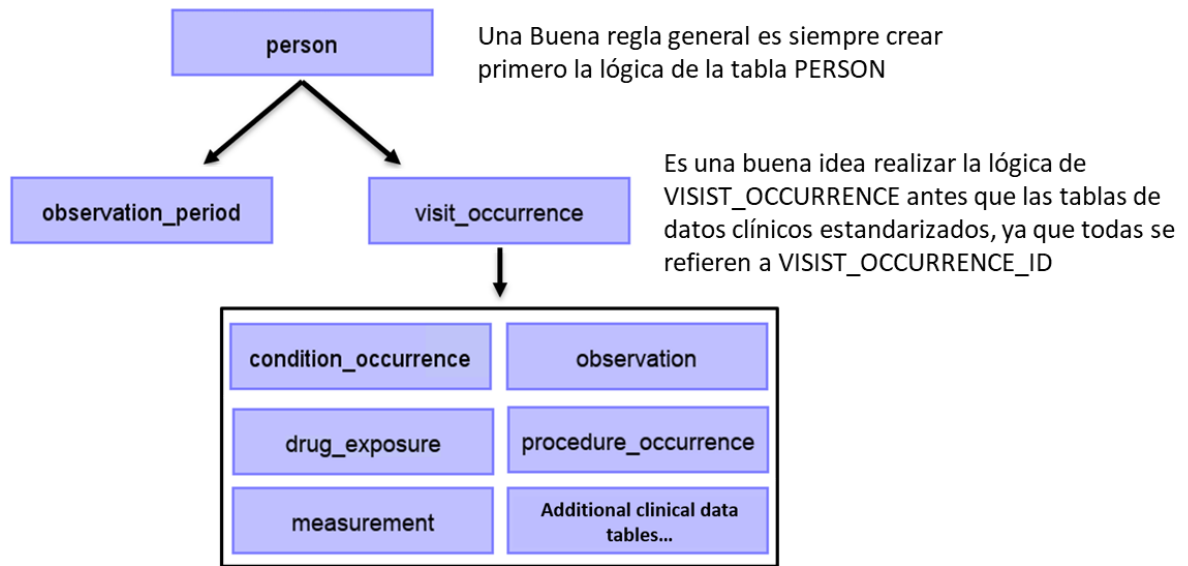 person
Una Buena regla general es siempre crear
primero la lógica de la tabla PERSON
observation_period
visit_occurrence
Es una buena idea realizar la lógica de
VISIST_OCCURRENCE antes que las tablas de
datos clínicos estandarizados, ya que todas se
refieren a VISIST_OCCURRENCE_ID
condition_occurrence
observation
drug_exposure
procedure_occurrence
measurement
Additional clinical data
tables...